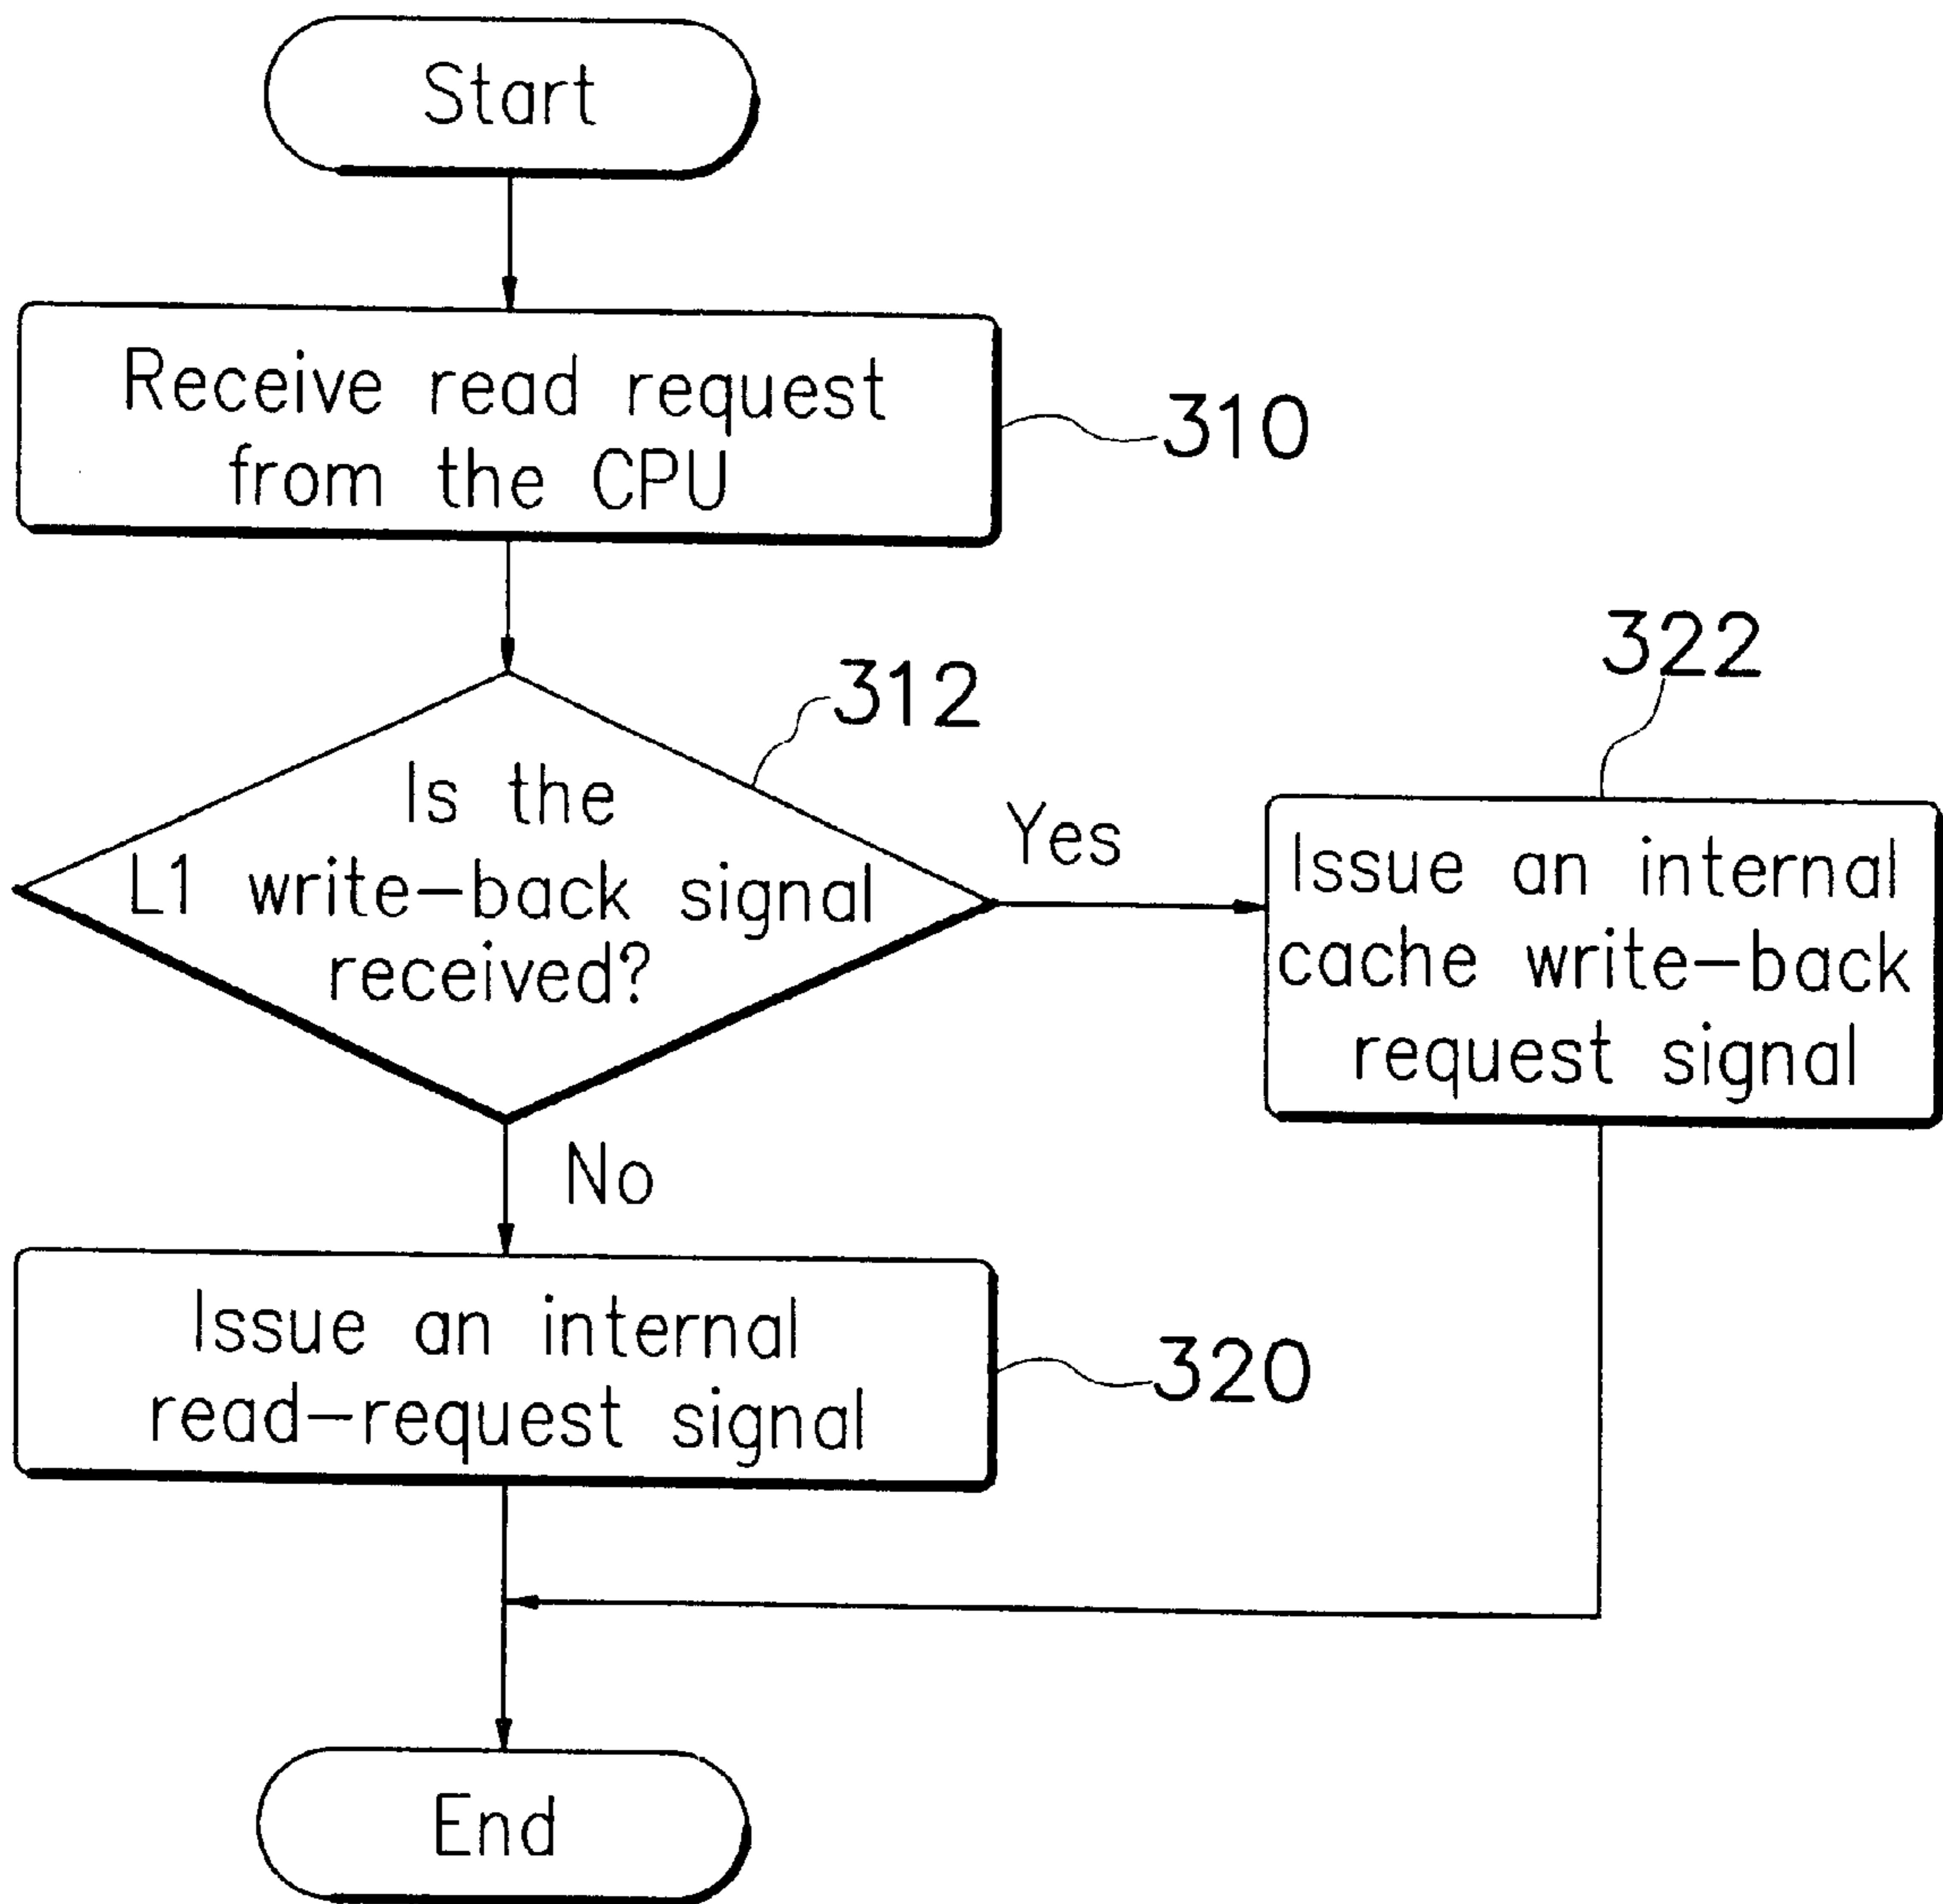 Start
Receive read request
from the CPU
310
312
Is the
L1 write-back signal
received?
Yes
322
Issue an internal
cache write-back
request signal
No
Issue an internal
read-request signal
320
End